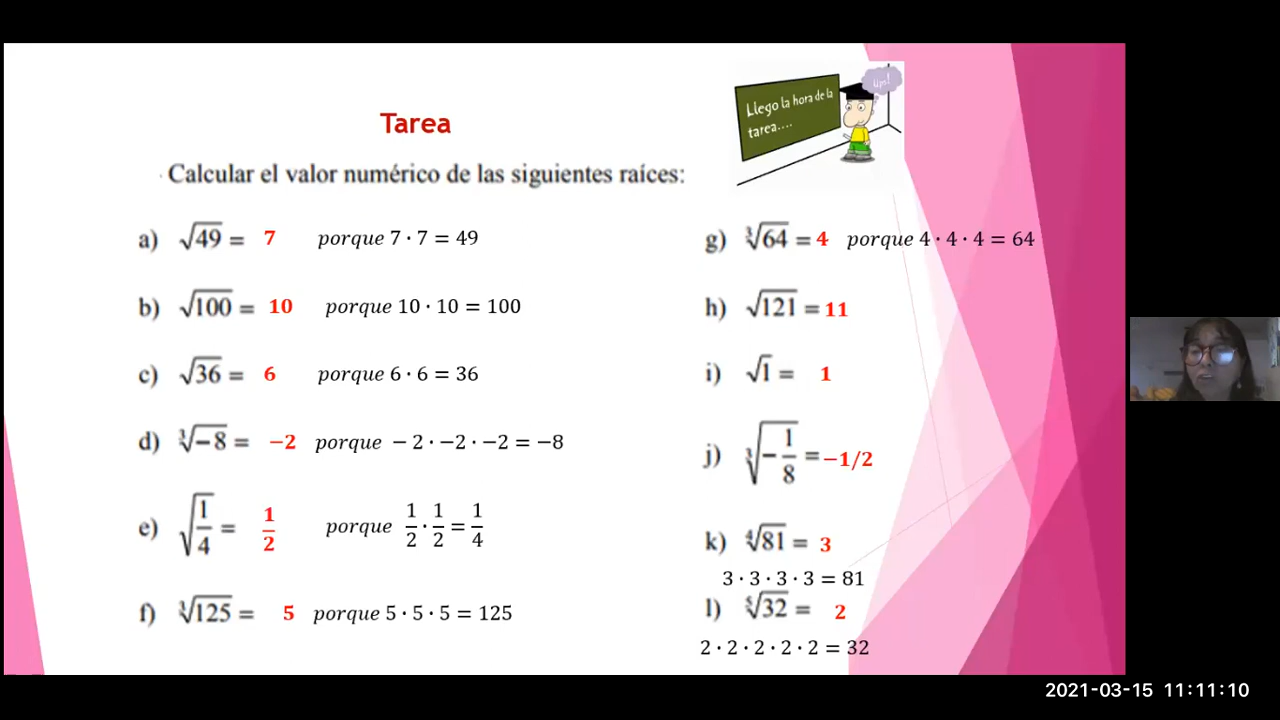 Llego la hora de la
tarea....
Ups!
Tarea
Calcular el valor numérico de las siguientes raíces:
a) √49 = 7 porque 7 · 7 = 49
b) √100 = 10 porque 10 · 10 = 100
c) √36 = 6 porque 6 · 6 = 36
d) ∛-8 = −2 porque − 2 · −2 · −2 = −8
e) √1/4 = 1/2 porque 1/2 · 1/2 = 1/4
f) ∛125 = 5 porque 5 · 5 · 5 = 125
g) ∛64 = 4 porque 4 · 4 · 4 = 64
h) √121 = 11
i) √1 = 1
j) ∛-1/8 = −1/2
k) ∜81 = 3
3 · 3 · 3 · 3 = 81
l) ⁵√32 = 2
2 · 2 · 2 · 2 · 2 = 32
2021-03-15 11:11:10